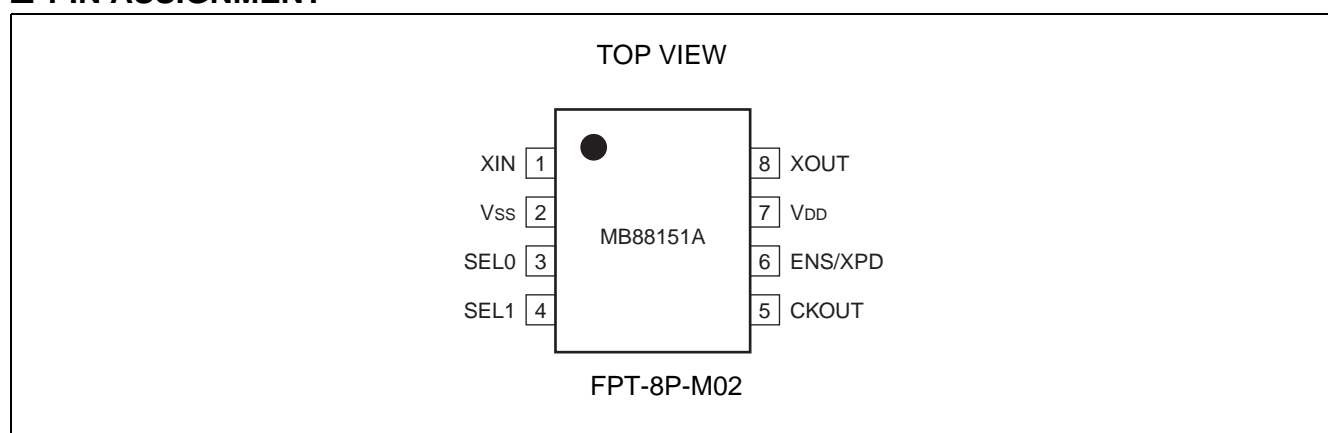 ■ PIN ASSIGNMENT
TOP VIEW
XIN 1
8 XOUT
Vss 2
7 VDD
MB88151A
SEL0 3
6 ENS/XPD
SEL1 4
5 CKOUT
FPT-8P-M02